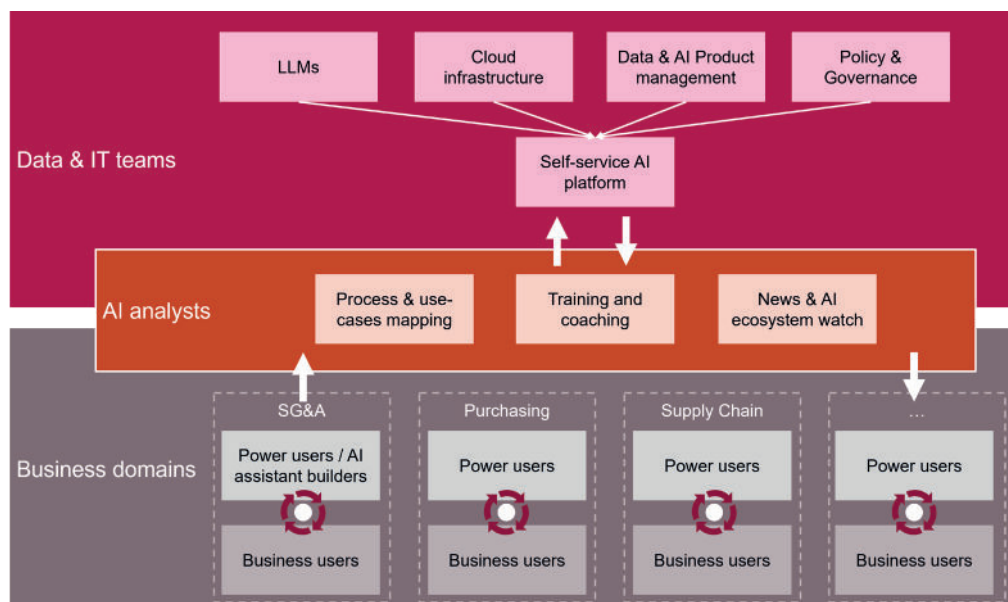 LLMs
Cloud
infrastructure
Data & AI Product
management
Policy &
Governance
Data & IT teams
Self-service AI
platform
AI analysts
Process & use-
cases mapping
Training and
coaching
News & AI
ecosystem watch
Business domains
SG&A
Purchasing
Supply Chain
...
Power users / AI
assistant builders
Power users
Power users
Power users
Business users
Business users
Business users
Business users